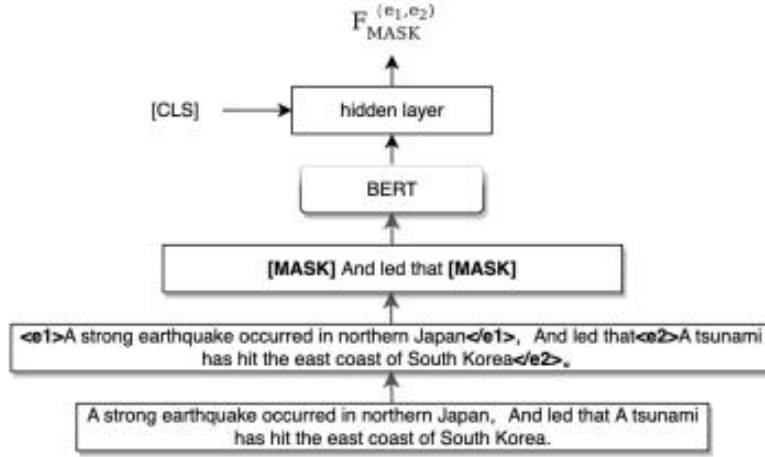 F_MASK^(e₁,e₂)
[CLS]
hidden layer
BERT
[MASK] And led that [MASK]
<e1>A strong earthquake occurred in northern Japan</e1>， And led that<e2>A tsunami
has hit the east coast of South Korea</e2>。
A strong earthquake occurred in northern Japan， And led that A tsunami
has hit the east coast of South Korea.